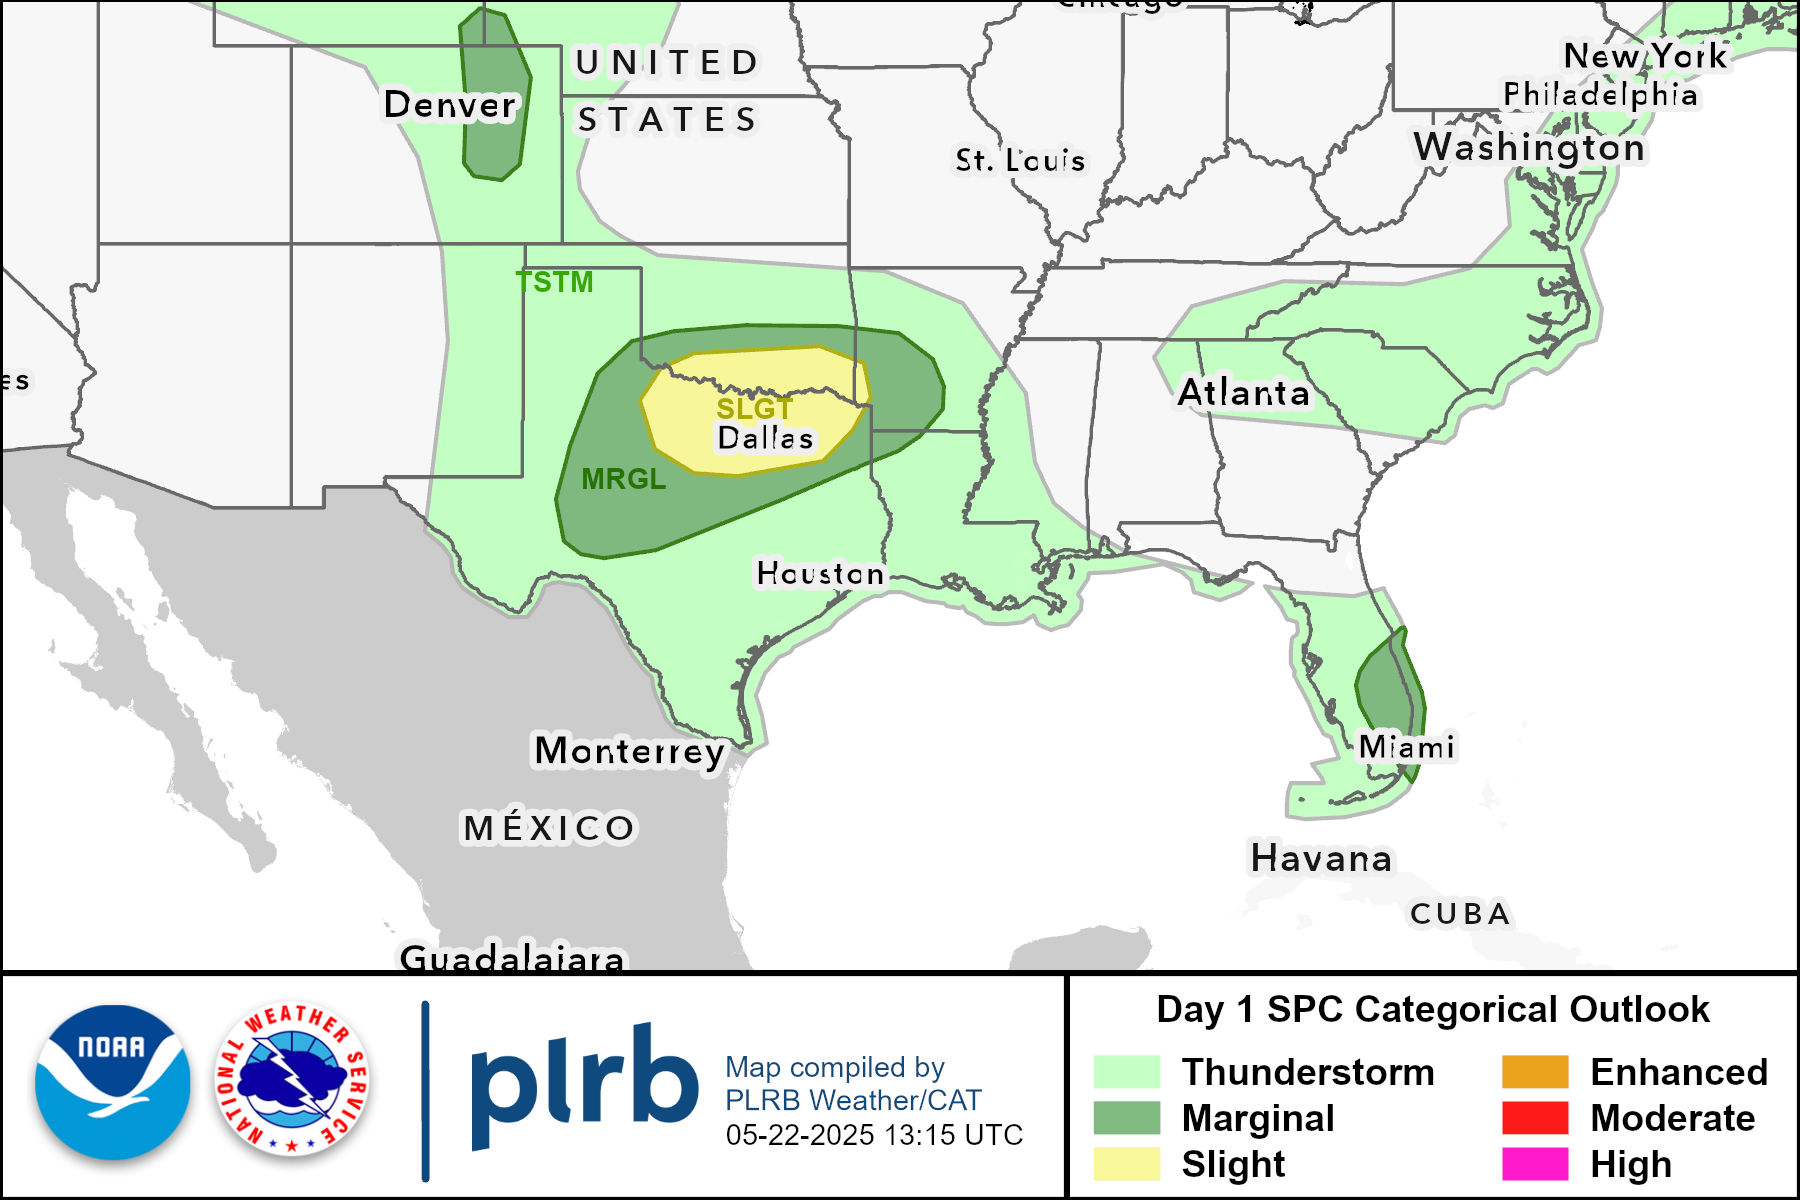 Chicago
New York
UNITED
Denver
Philadelphia
STATES
Washington
St. Louis
TSTM
es
Atlanta
SLGT
Dallas
MRGL
Houston
Monterrey
Miami
MÉXICO
Havana
CUBA
Guadalajara
NOAA
NATIONAL WEATHER SERVICE
plrb
Map compiled by
PLRB Weather/CAT
05-22-2025 13:15 UTC
Day 1 SPC Categorical Outlook
Thunderstorm
Enhanced
Marginal
Moderate
Slight
High